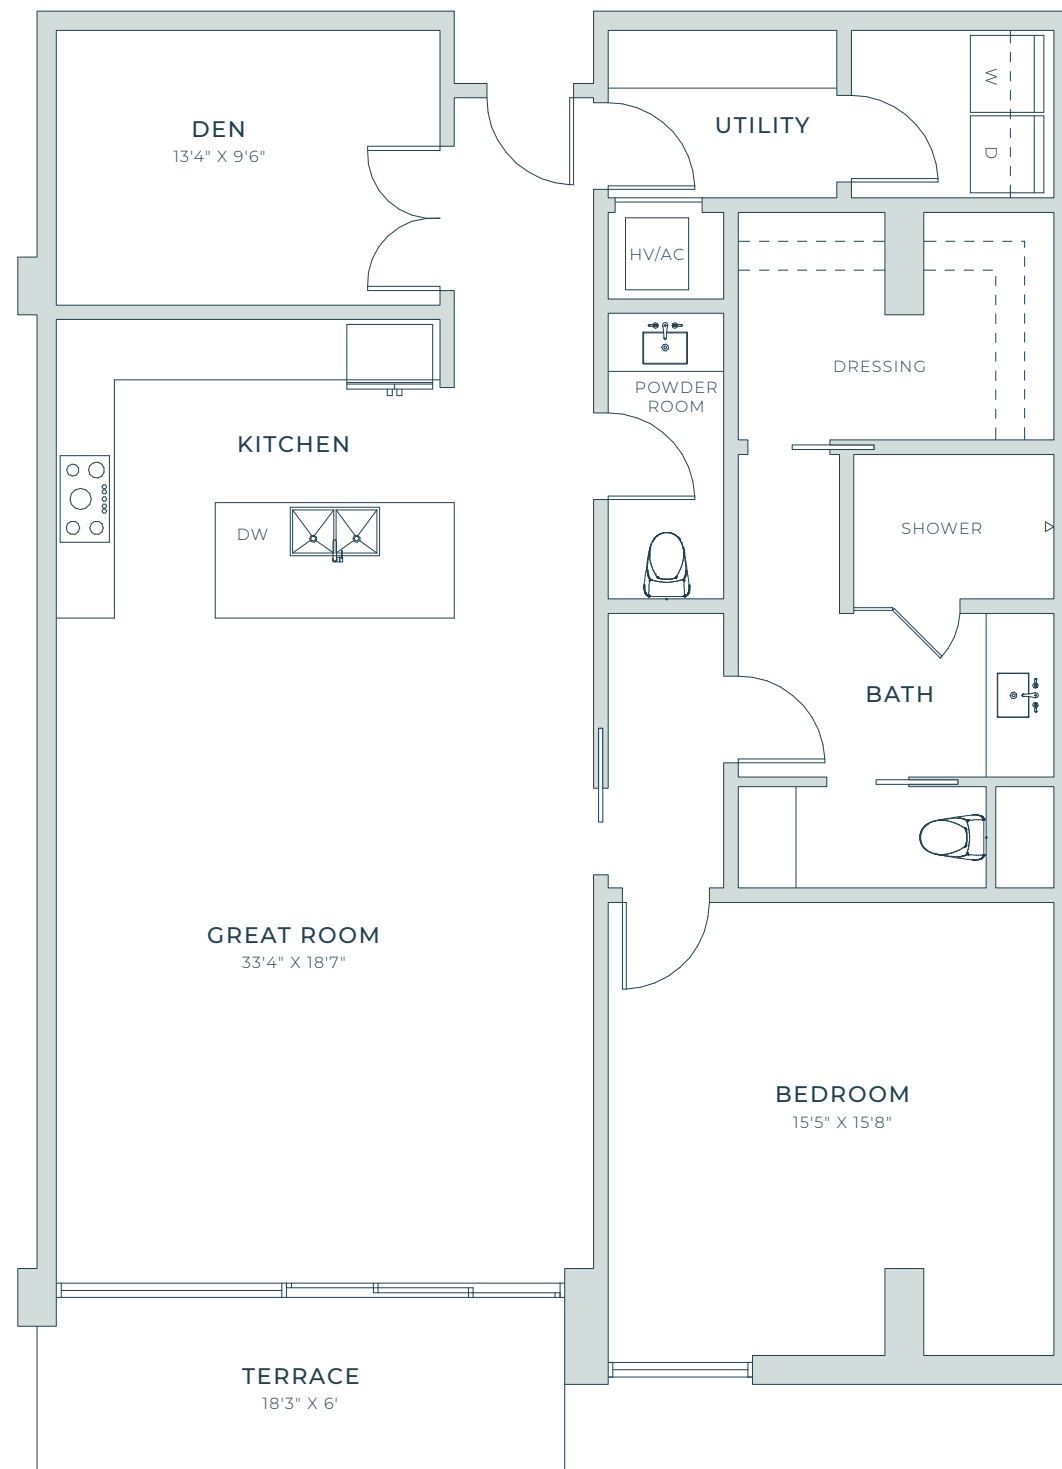 DEN
13'4" X 9'6"
UTILITY
W
D
HV/AC
POWDER
ROOM
DRESSING
KITCHEN
DW
SHOWER
BATH
GREAT ROOM
33'4" X 18'7"
BEDROOM
15'5" X 15'8"
TERRACE
18'3" X 6'